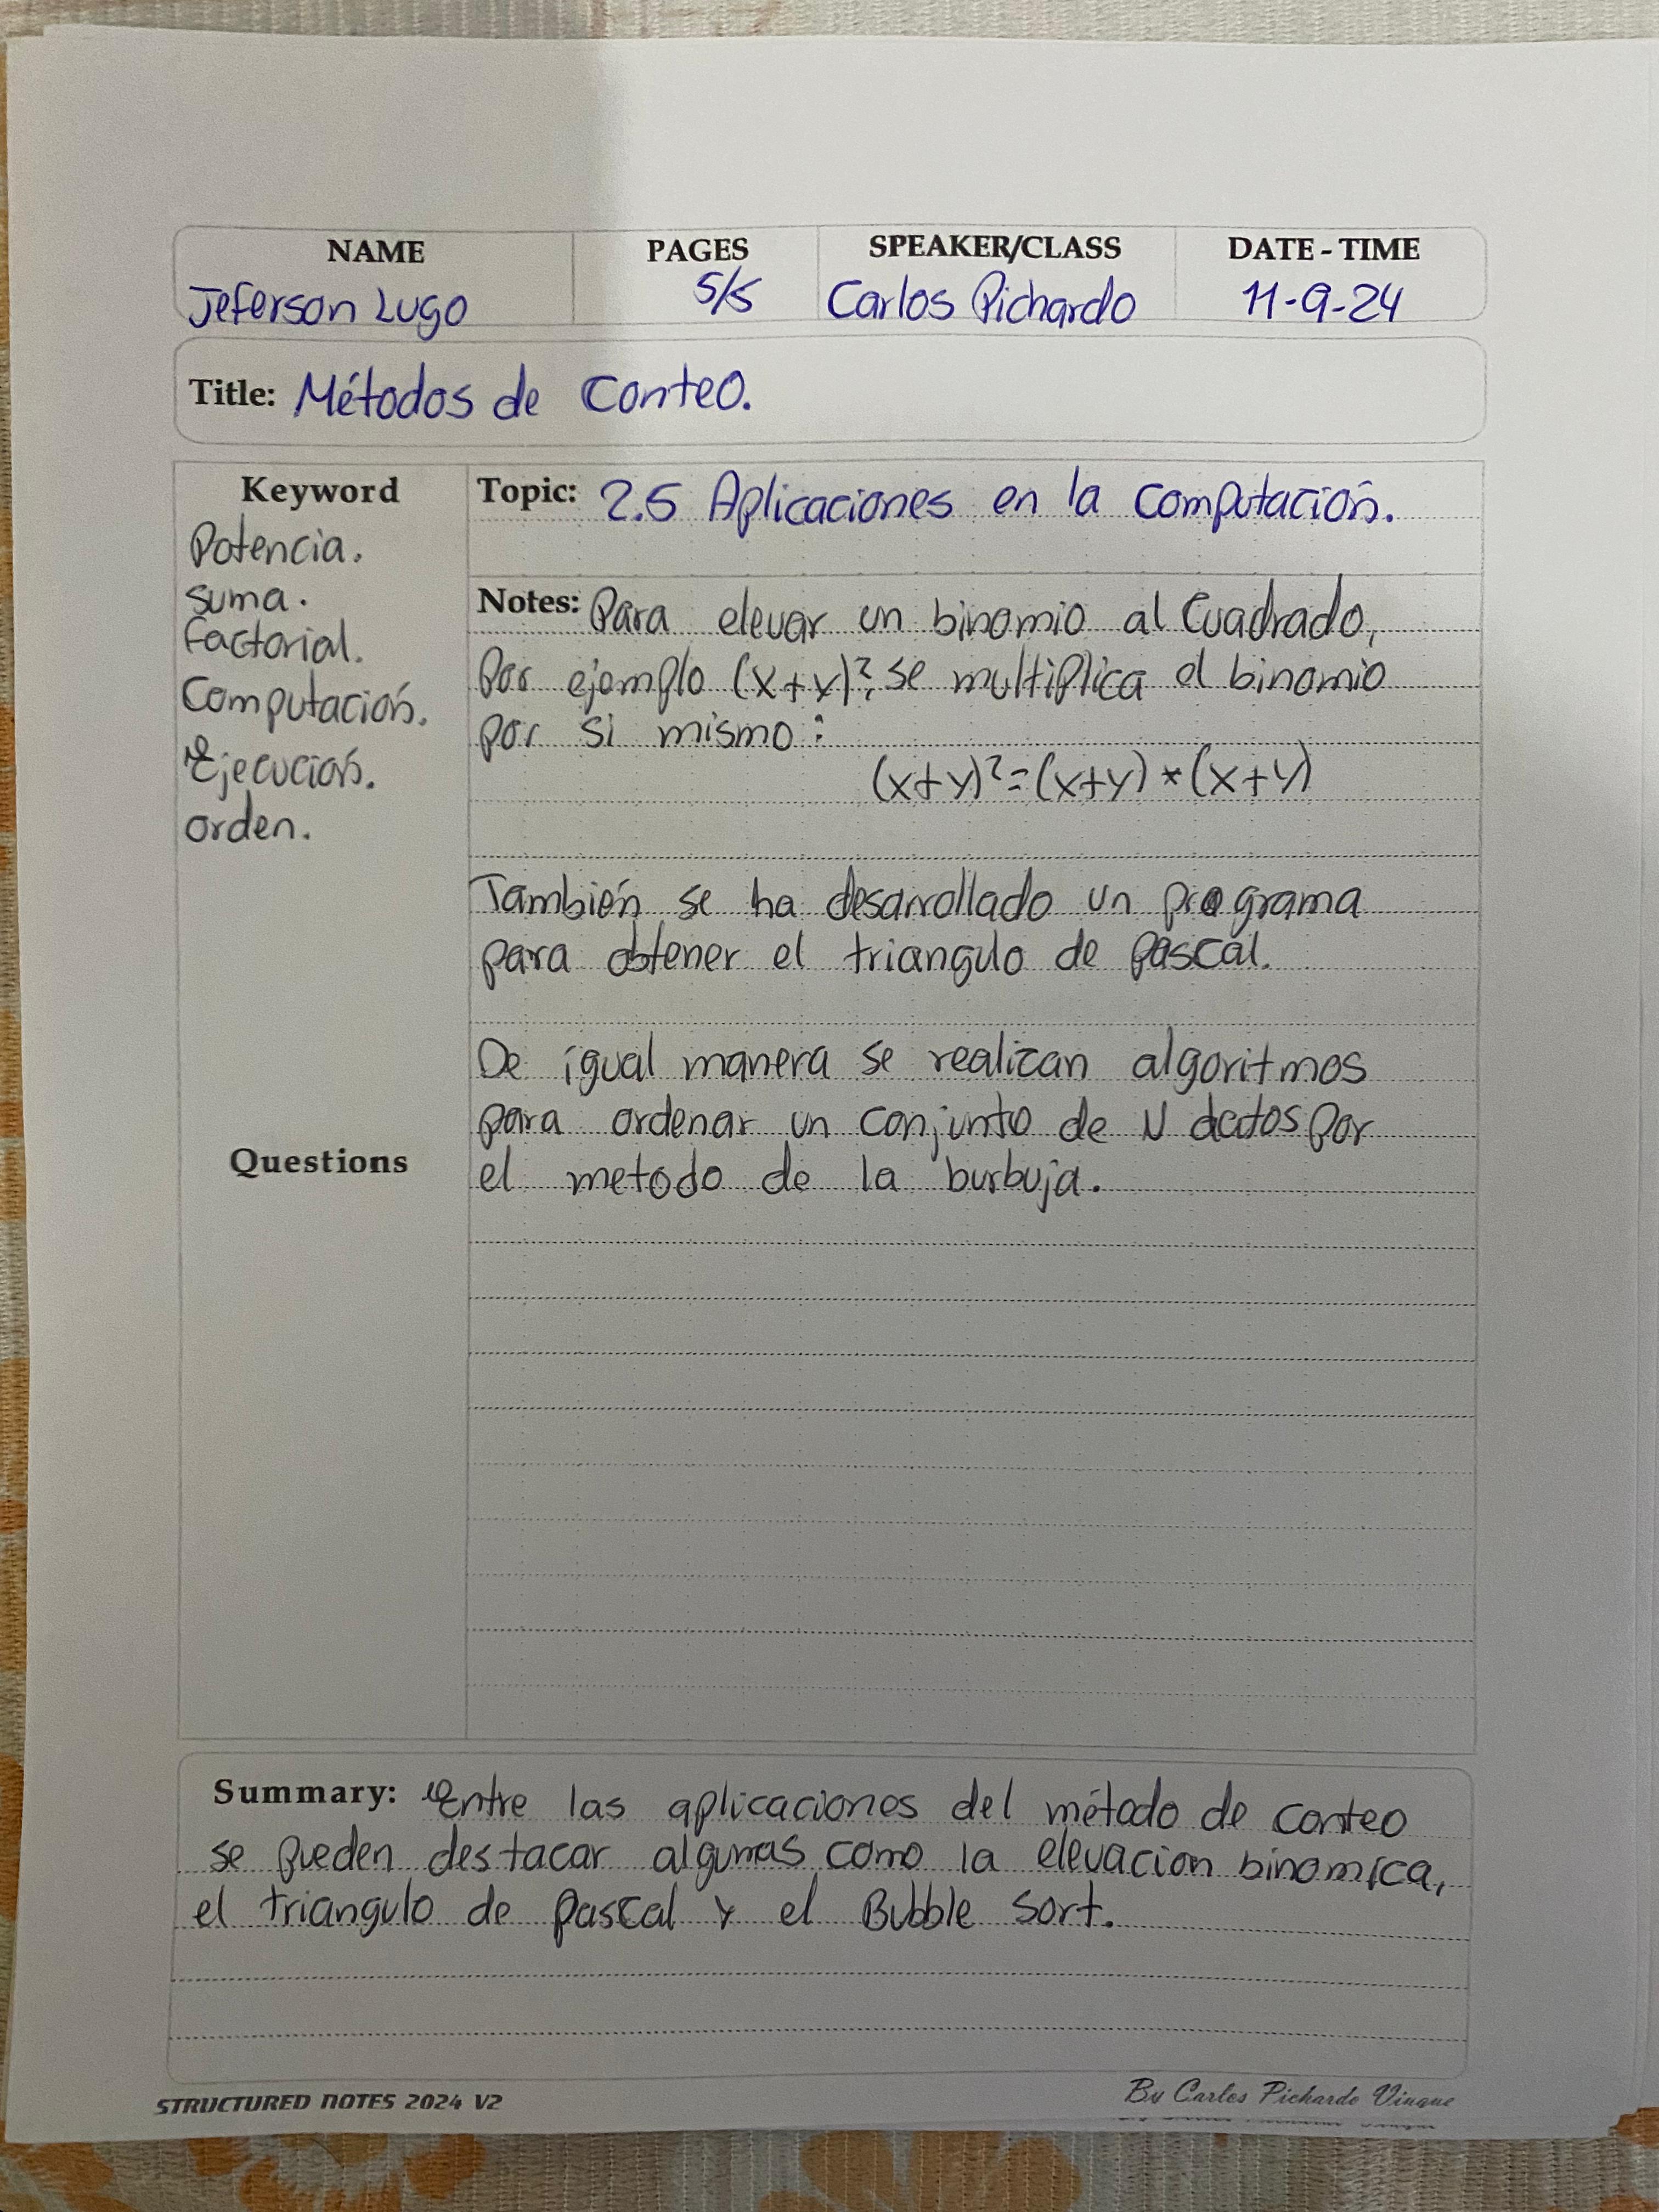 NAME PAGES SPEAKER/CLASS DATE - TIME
Jeferson Lugo 5/5 Carlos Pichardo 11-9-24
Title: Métodos de Conteo.
Keyword
Potencia.
suma.
factorial.
Computación.
Ejecución.
orden.
Questions
Topic: 2.5 Aplicaciones en la Computación.
Notes: Para elevar un binomio al Cuadrado,
Por ejemplo (x+y)², se multiplica el binomio
por si mismo:
(x+y)²=(x+y)*(x+y)
También se ha desarrollado un programa
para obtener el triangulo de Pascal.
De igual manera se realizan algoritmos
para ordenar un conjunto de N datos Por
el metodo de la burbuja.
Summary: Entre las aplicaciones del método de conteo
se pueden destacar algunas como la elevacion binomica,
el triangulo de Pascal y el Bubble Sort.
STRUCTURED NOTES 2024 V2
By Carlos Pichardo Viuque